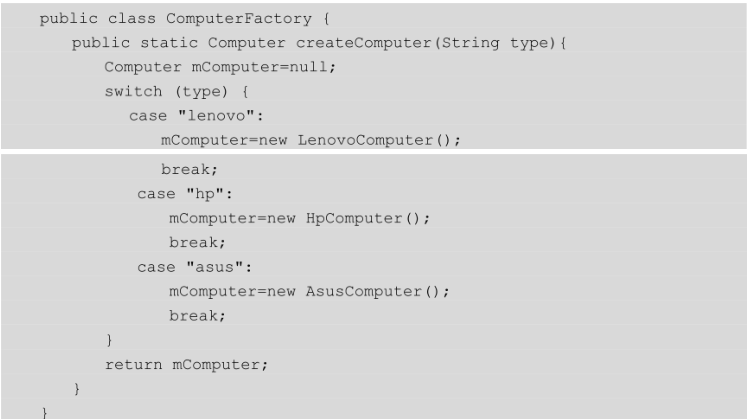 public class ComputerFactory {
public static Computer createComputer(String type){
Computer mComputer=null;
switch (type) {
case "lenovo":
mComputer=new LenovoComputer();
break;
case "hp":
mComputer=new HpComputer();
break;
case "asus":
mComputer=new AsusComputer();
break;
}
return mComputer;
}
}